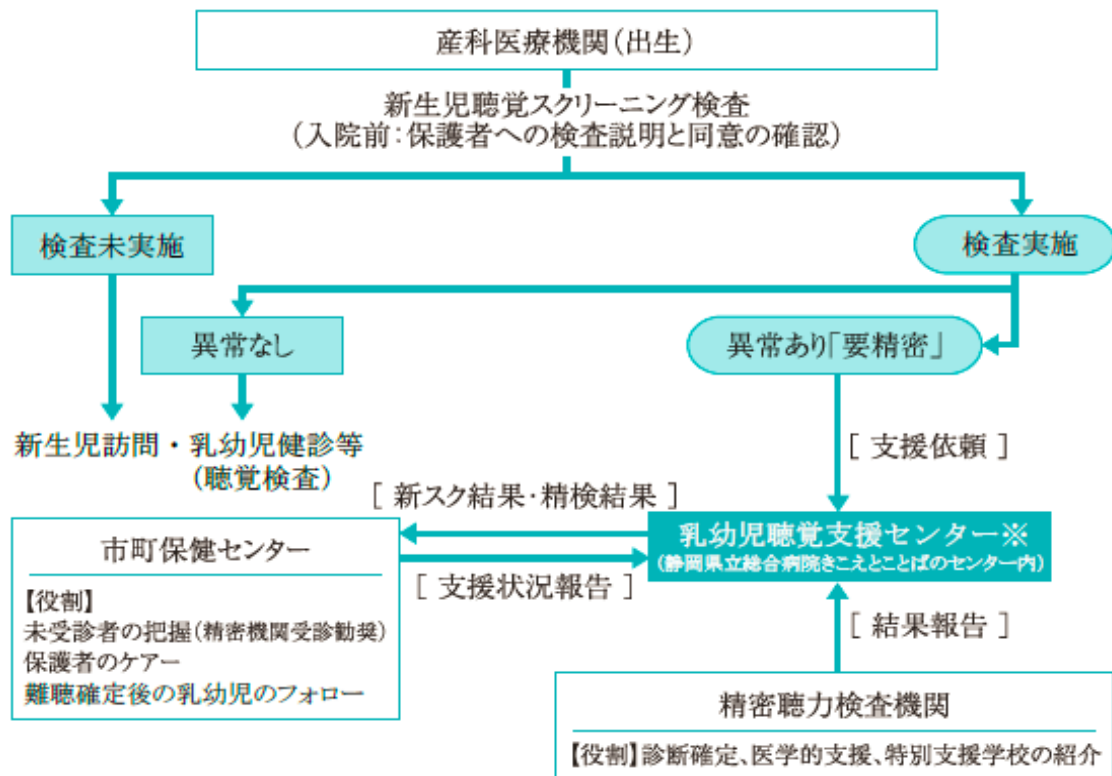 産科医療機関(出生)
新生児聴覚スクリーニング検査
(入院前:保護者への検査説明と同意の確認)
検査未実施
検査実施
異常なし
異常あり「要精密」
新生児訪問・乳幼児健診等
(聴覚検査)
[ 支援依頼 ]
[ 新スク結果・精検結果 ]
乳幼児聴覚支援センター※
(静岡県立総合病院きこえとことばのセンター内)
市町保健センター
【役割】
未受診者の把握(精密機関受診勧奨)
保護者のケアー
難聴確定後の乳幼児のフォロー
[ 支援状況報告 ]
[ 結果報告 ]
精密聴力検査機関
【役割】診断確定、医学的支援、特別支援学校の紹介